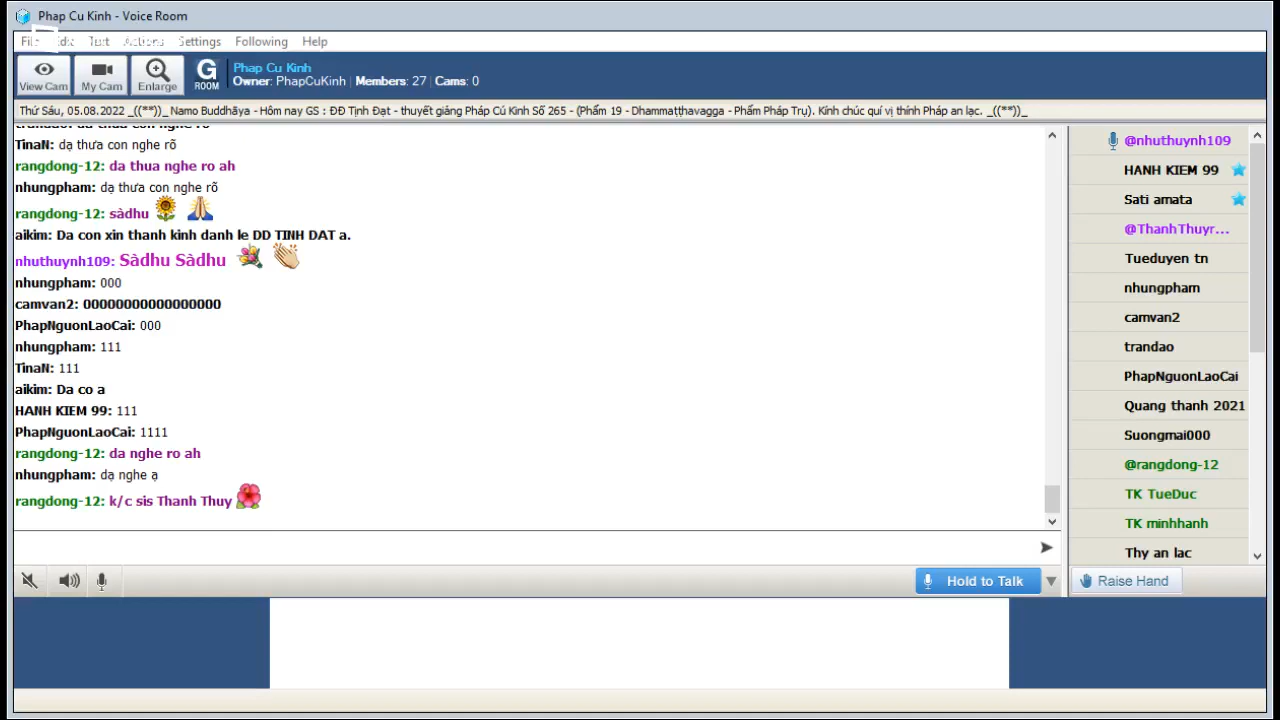 Phap Cu Kinh - Voice Room
Text Actions Settings Following Help
View Cam My Cam Enlarge
G ROOM
Phap Cu Kinh
Owner: PhapCuKinh | Members: 27 | Cams: 0
Thứ Sáu, 05.08.2022 _((**))_ Namo Buddhāya - Hôm nay GS : ĐĐ Tịnh Đạt - thuyết giảng Pháp Cú Kinh Số 265 - (Phẩm 19 - Dhammaṭṭhavagga - Phẩm Pháp Trụ). Kính chúc quí vị thính Pháp an lạc. _((**))_
TinaN: dạ thưa con nghe rõ
rangdong-12: da thua nghe ro ah
nhungpham: dạ thưa con nghe rõ
rangdong-12: sàdhu
aikim: Da con xin thanh kinh danh le DD TINH DAT a.
nhuthuynh109: Sàdhu Sàdhu
nhungpham: 000
camvan2: 00000000000000000
PhapNguonLaoCai: 000
nhungpham: 111
TinaN: 111
aikim: Da co a
HANH KIEM 99: 111
PhapNguonLaoCai: 1111
rangdong-12: da nghe ro ah
nhungpham: dạ nghe ạ
rangdong-12: k/c sis Thanh Thuy
@nhuthuynh109
HANH KIEM 99
Sati amata
@ThanhThuyr...
Tueduyen tn
nhungpham
camvan2
trandao
PhapNguonLaoCai
Quang thanh 2021
Suongmai000
@rangdong-12
TK TueDuc
TK minhhanh
Thy an lac
Hold to Talk
Raise Hand